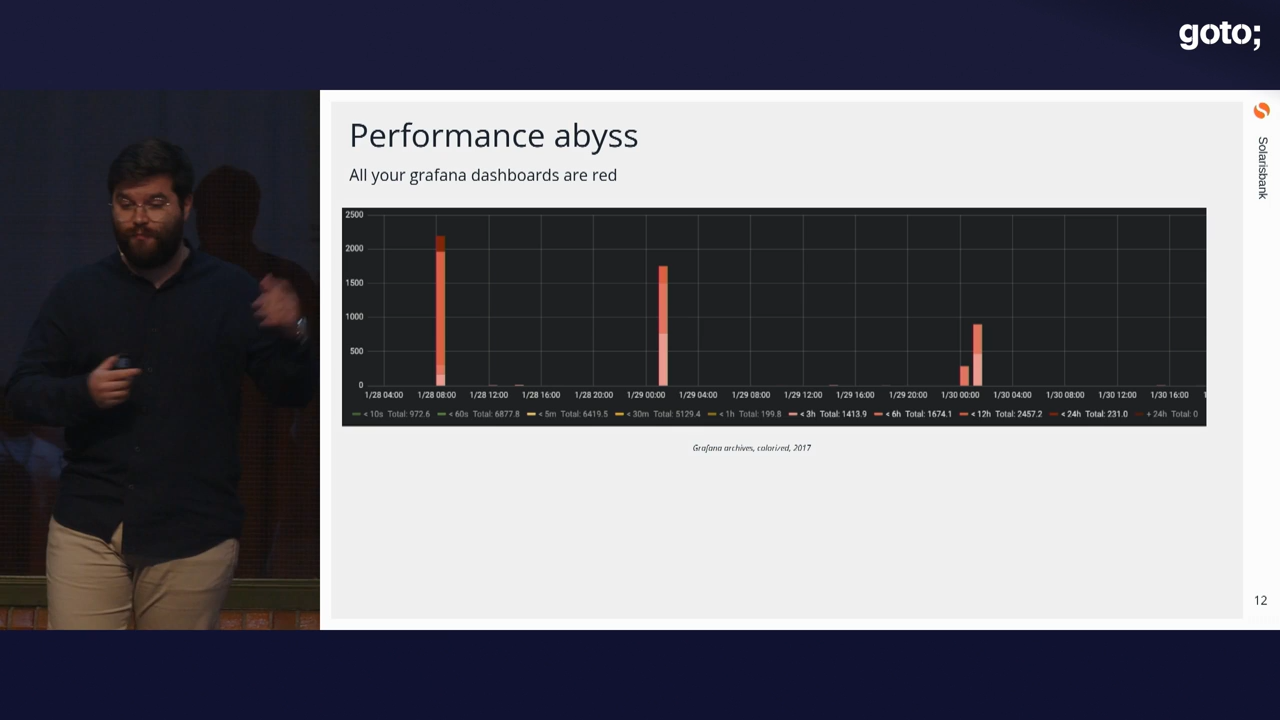 goto;
Solarisbank
Performance abyss
All your grafana dashboards are red
2500
2000
1500
1000
500
0
1/28 04:00 1/28 08:00 1/28 12:00 1/28 16:00 1/28 20:00 1/29 00:00 1/29 04:00 1/29 08:00 1/29 12:00 1/29 16:00 1/29 20:00 1/30 00:00 1/30 04:00 1/30 08:00 1/30 12:00 1/30 16:00 1
< 10s Total: 972.6 < 60s Total: 6877.8 < 5m Total: 6419.5 < 30m Total: 5129.4 < 1h Total: 199.8 < 3h Total: 1413.9 < 6h Total: 1674.1 < 12h Total: 2457.2 < 24h Total: 231.0 + 24h Total: 0
Grafana archives, colorized, 2017
12